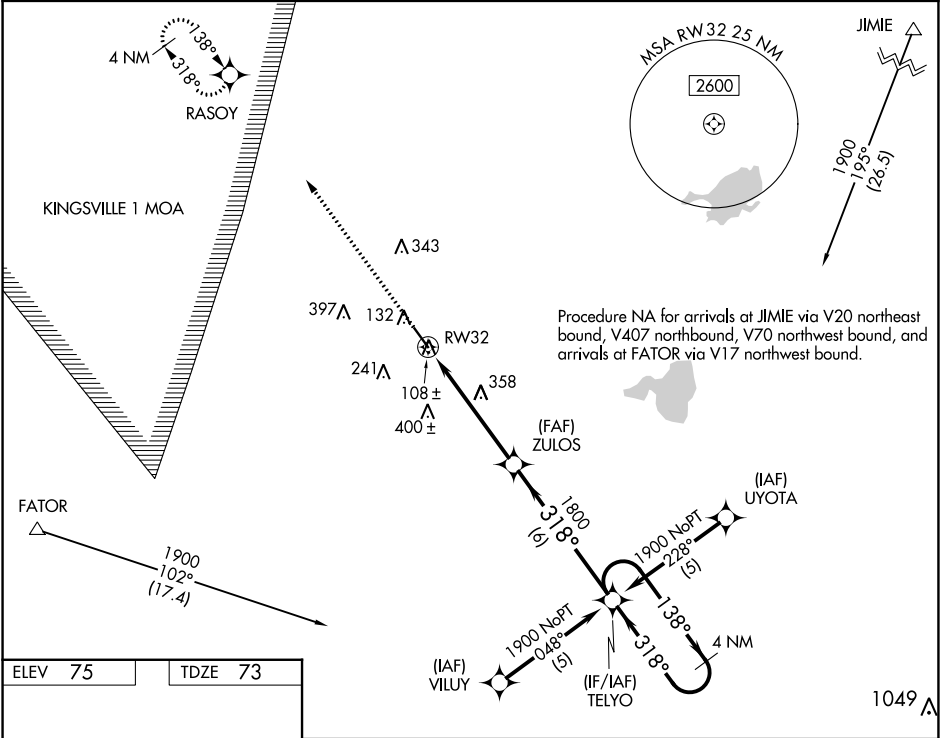 138°
4 NM
318°
RASOY
MSA RW32 25 NM
2600
JIMIE
1900
195°
(26.5)
KINGSVILLE 1 MOA
343
397
132
RW32
241
108 ±
358
400 ±
Procedure NA for arrivals at JIMIE via V20 northeast
bound, V407 northbound, V70 northwest bound, and
arrivals at FATOR via V17 northwest bound.
(FAF)
ZULOS
(IAF)
UYOTA
FATOR
1900
102°
(17.4)
1800
318°
(6)
1900 NoPT
228°
(5)
138°
318°
4 NM
1900 NoPT
048°
(5)
(IAF)
VILUY
(IF/IAF)
TELYO
1049
ELEV 75
TDZE 73